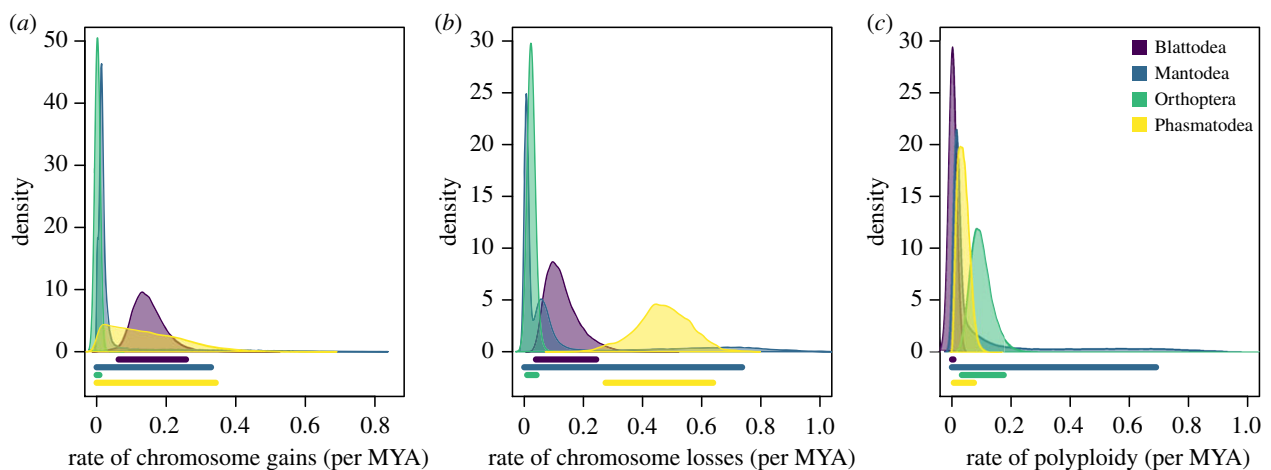 (a)
50
40
30
20
10
0
density
0 0.2 0.4 0.6 0.8
rate of chromosome gains (per MYA)
(b)
30
25
20
15
10
5
0
density
0 0.2 0.4 0.6 0.8 1.0
rate of chromosome losses (per MYA)
(c)
30
25
20
15
10
5
0
density
Blattodea
Mantodea
Orthoptera
Phasmatodea
0 0.2 0.4 0.6 0.8 1.0
rate of polyploidy (per MYA)